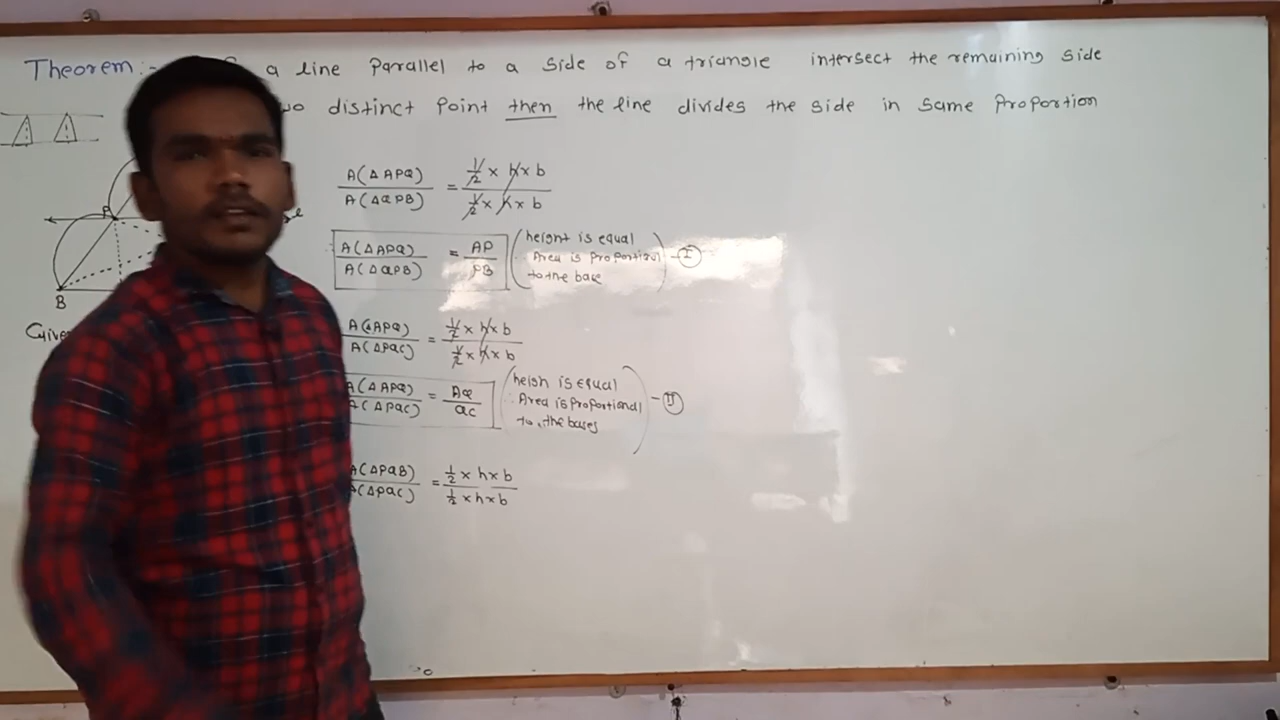 Theorem:- a line parallel to a side of a triangle intersect the remaining side
distinct point then the line divides the side in same proportion
A(ΔAPQ)/A(ΔQPB) = 1/2 × h × b / 1/2 × h × b
A(ΔAPQ)/A(ΔQPB) = AP/PB (height is equal
∴ Area is proportional
to the base) - I
P
B
A(ΔAPQ)/A(ΔPQC) = 1/2 × h × b / 1/2 × h × b
A(ΔAPQ)/A(ΔPQC) = AQ/QC (heigh is equal
∴ Area is proportional
to the bases) - II
A(ΔPQB)/A(ΔPQC) = 1/2 × h × b / 1/2 × h × b